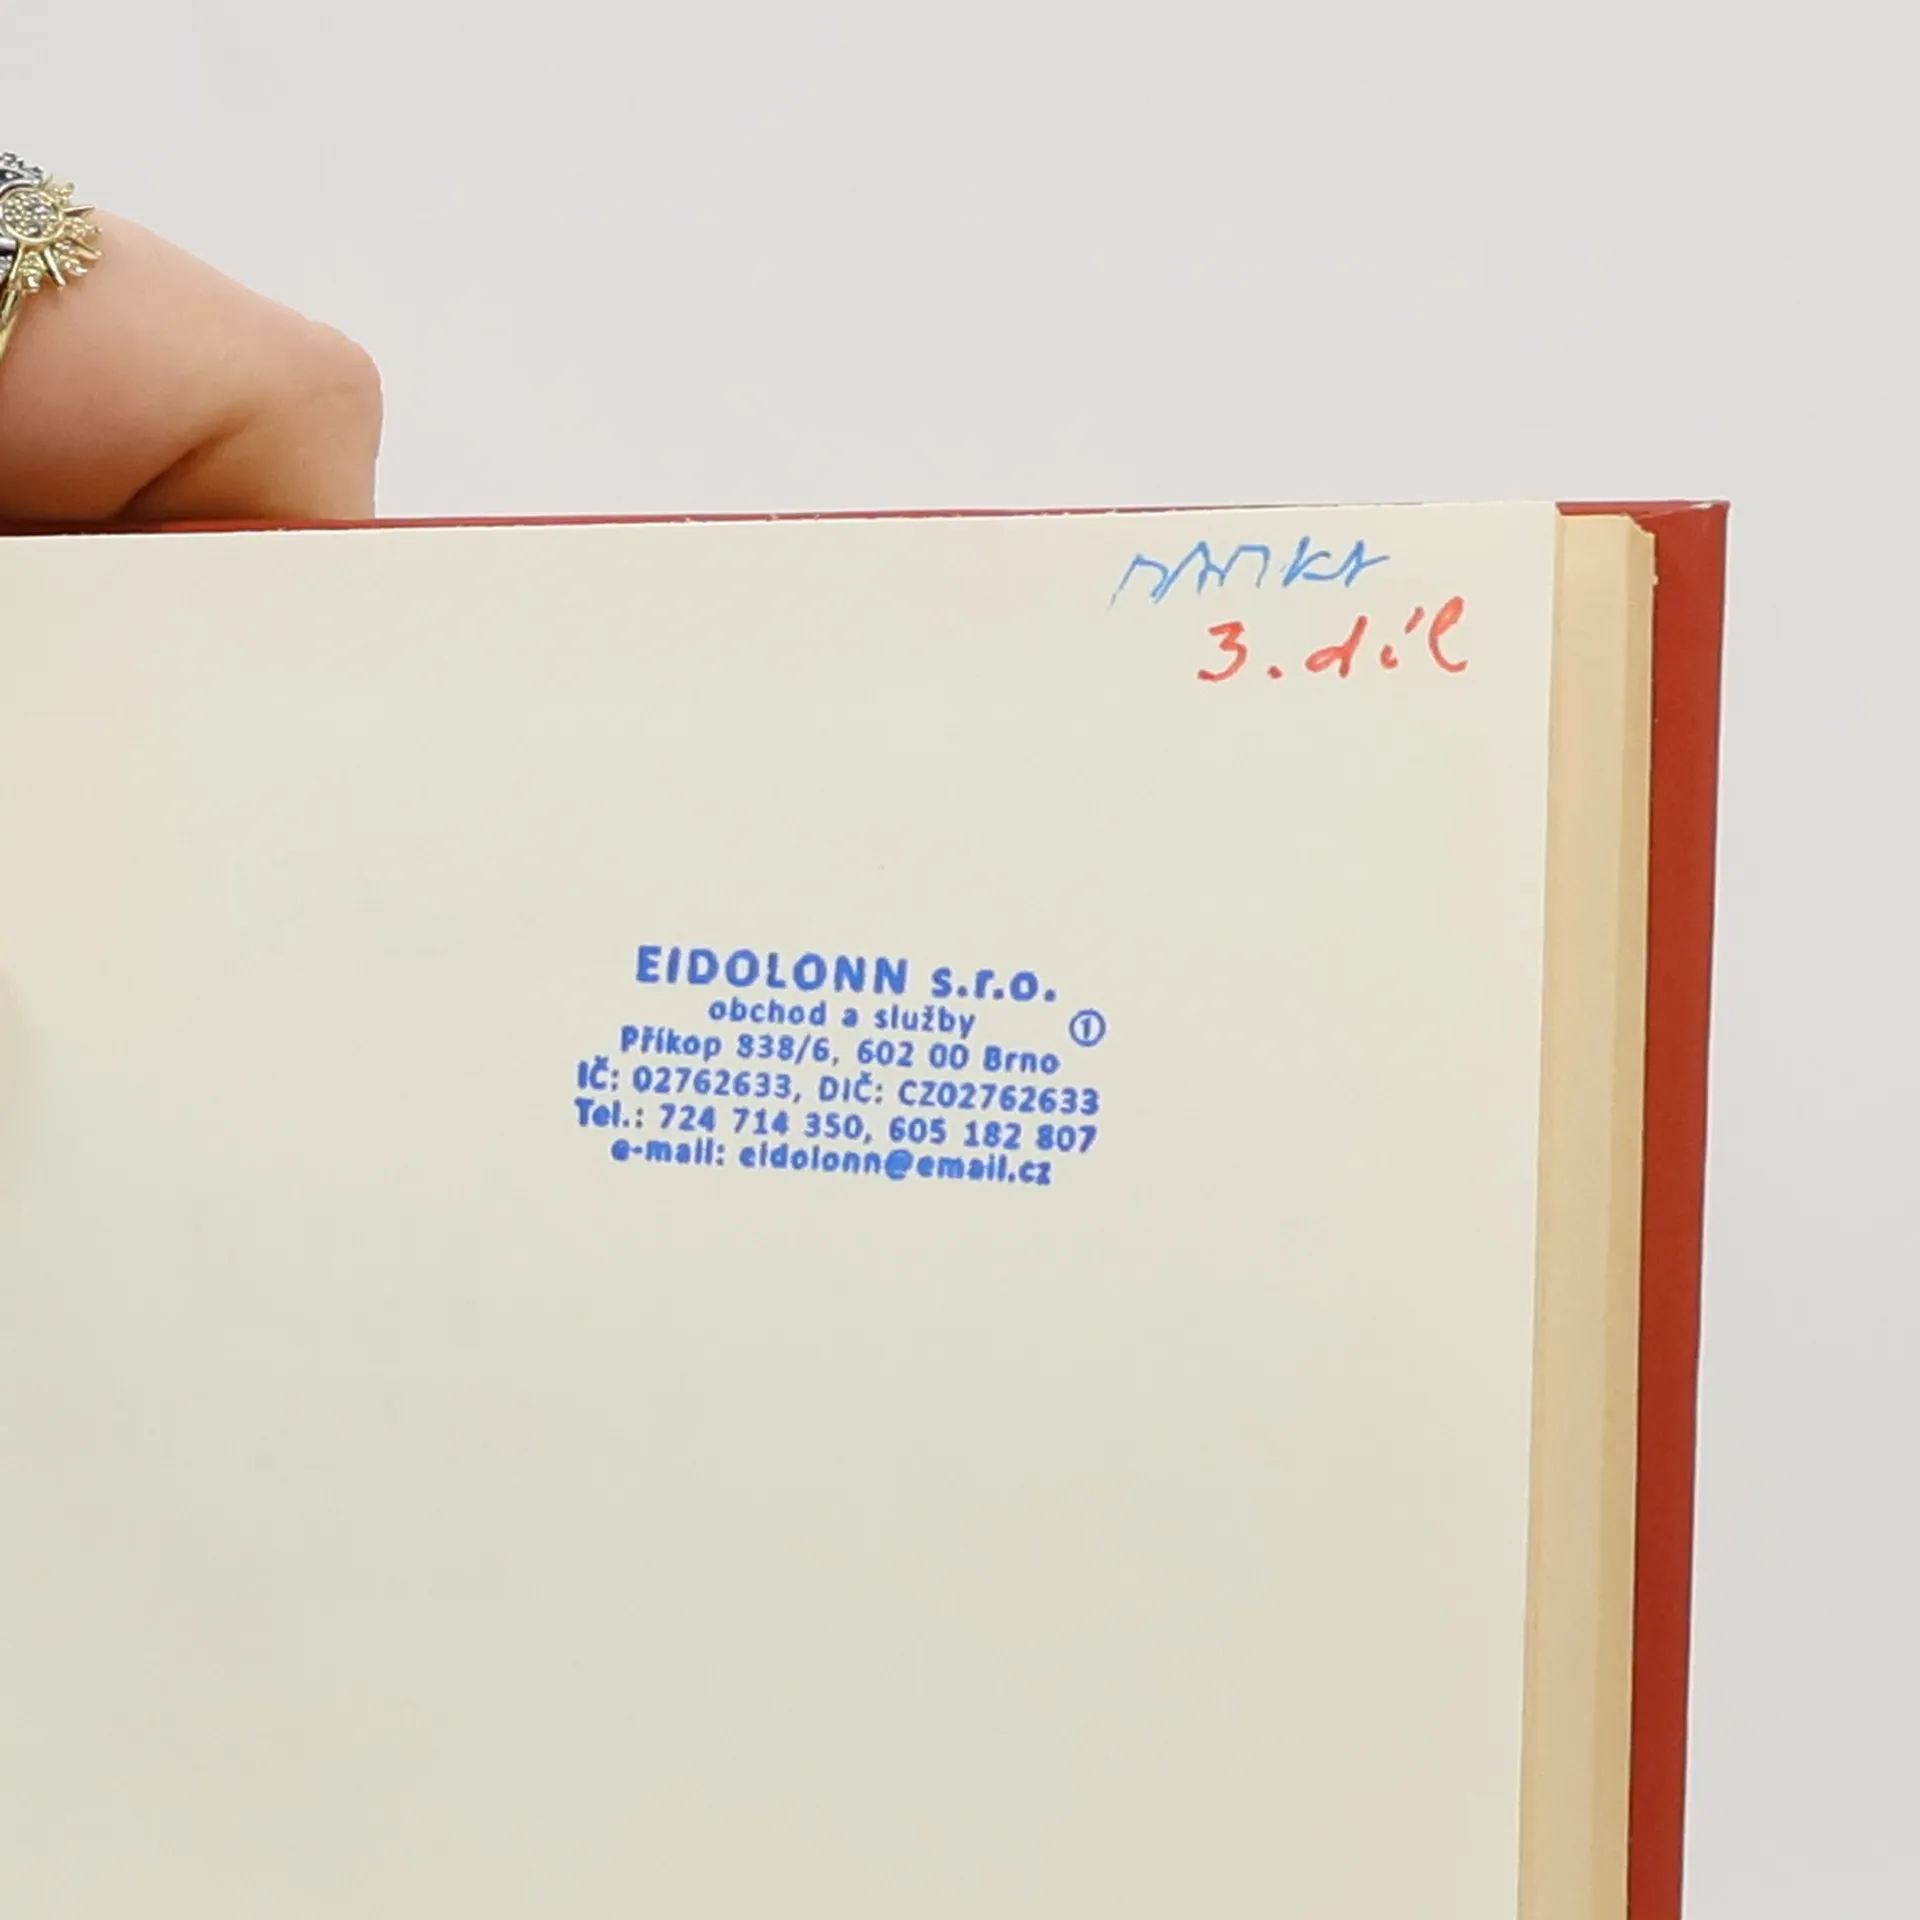 3. díl
EIDOLONN s.r.o.
obchod a služby ①
Příkop 838/6, 602 00 Brno
IČ: 02762633, DIČ: CZ02762633
Tel.: 724 714 350, 605 182 807
e-mail: eidolonn@email.cz